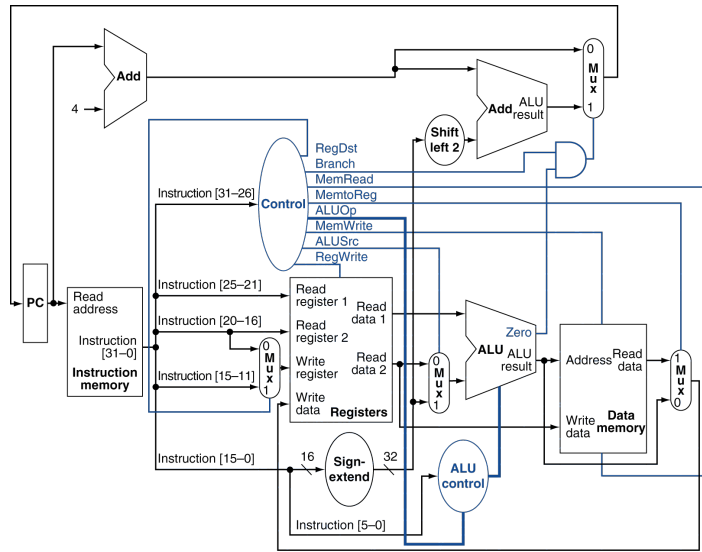 0
M
u
x
1
Add
4
Add
ALU
result
Shift
left 2
RegDst
Branch
MemRead
MemtoReg
ALUOp
MemWrite
ALUSrc
RegWrite
Control
Instruction [31–26]
Instruction [25–21]
Instruction [20–16]
Instruction [15–11]
Instruction [15–0]
Instruction [5–0]
PC
Read
address
Instruction
[31–0]
Instruction
memory
0
M
u
x
1
Read
register 1
Read
register 2
Write
register
Write
data
Read
data 1
Read
data 2
Registers
0
M
u
x
1
Zero
ALU
ALU
result
Address
Read
data
Write
data
Data
memory
1
M
u
x
0
16
Sign-
extend
32
ALU
control